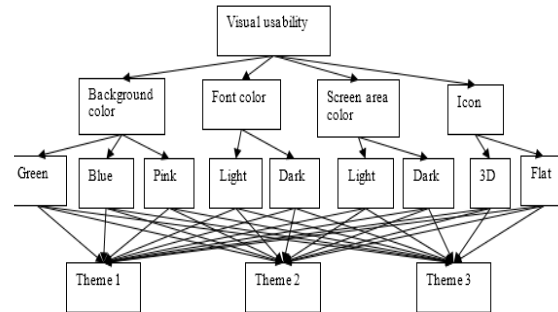 Visual usability
Background
color
Font color
Screen area
color
Icon
Green
Blue
Pink
Light
Dark
Light
Dark
3D
Flat
Theme 1
Theme 2
Theme 3